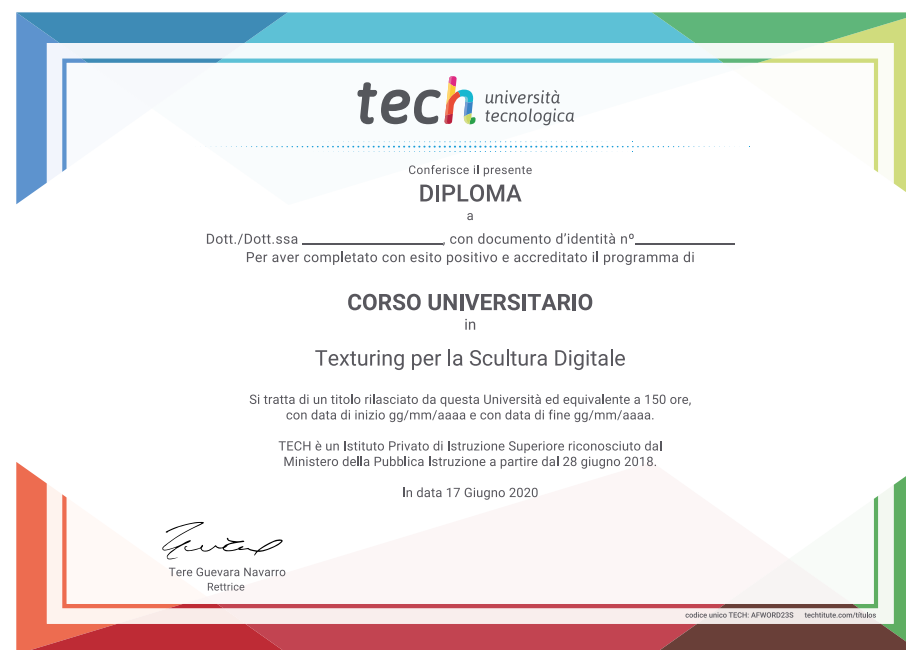 tech università
tecnologica
Conferisce il presente
DIPLOMA
a
Dott./Dott.ssa ____________________, con documento d'identità nº______________
Per aver completato con esito positivo e accreditato il programma di
CORSO UNIVERSITARIO
in
Texturing per la Scultura Digitale
Si tratta di un titolo rilasciato da questa Università ed equivalente a 150 ore,
con data di inizio gg/mm/aaaa e con data di fine gg/mm/aaaa.
TECH è un Istituto Privato di Istruzione Superiore riconosciuto dal
Ministero della Pubblica Istruzione a partire dal 28 giugno 2018.
In data 17 Giugno 2020
Tere Guevara Navarro
Rettrice
codice unico TECH: AFWORD23S techtitute.com/títulos